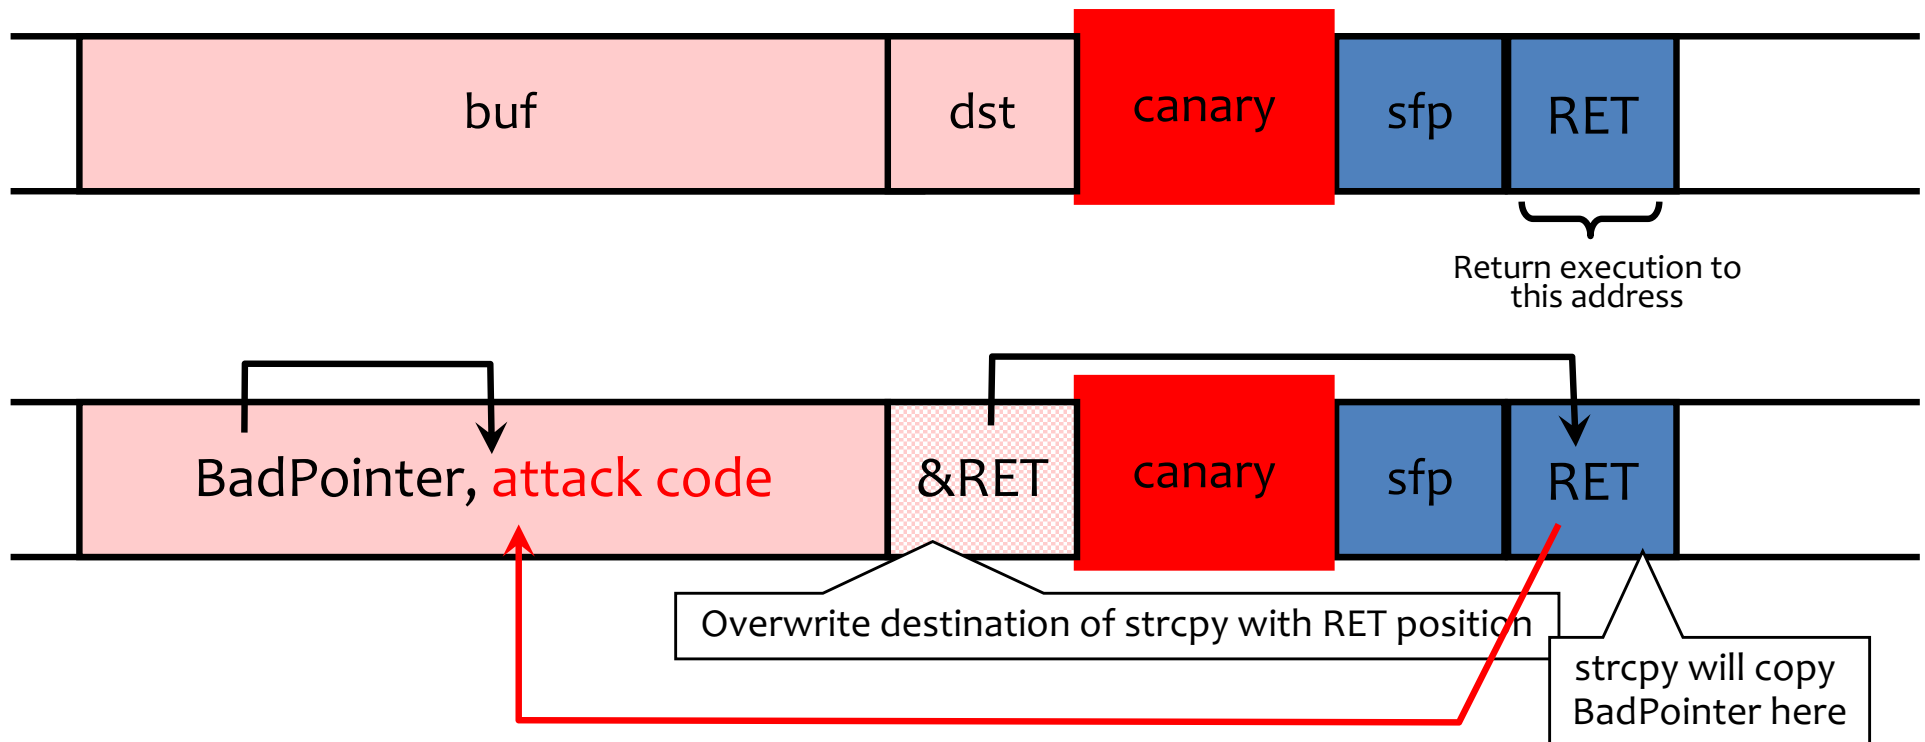 buf
dst
canary
sfp
RET
Return execution to
this address
BadPointer, attack code
&RET
canary
sfp
RET
Overwrite destination of strcpy with RET position
strcpy will copy
BadPointer here